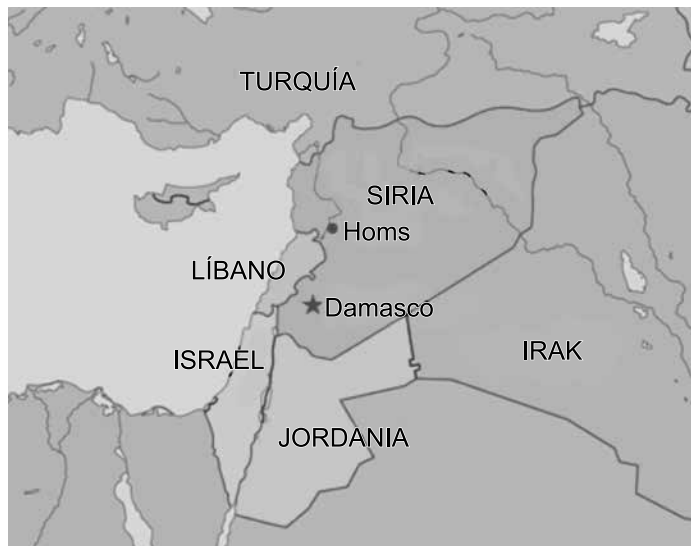 TURQUÍA
SIRIA
Homs
LÍBANO
Damasco
ISRAEL
IRAK
JORDANIA